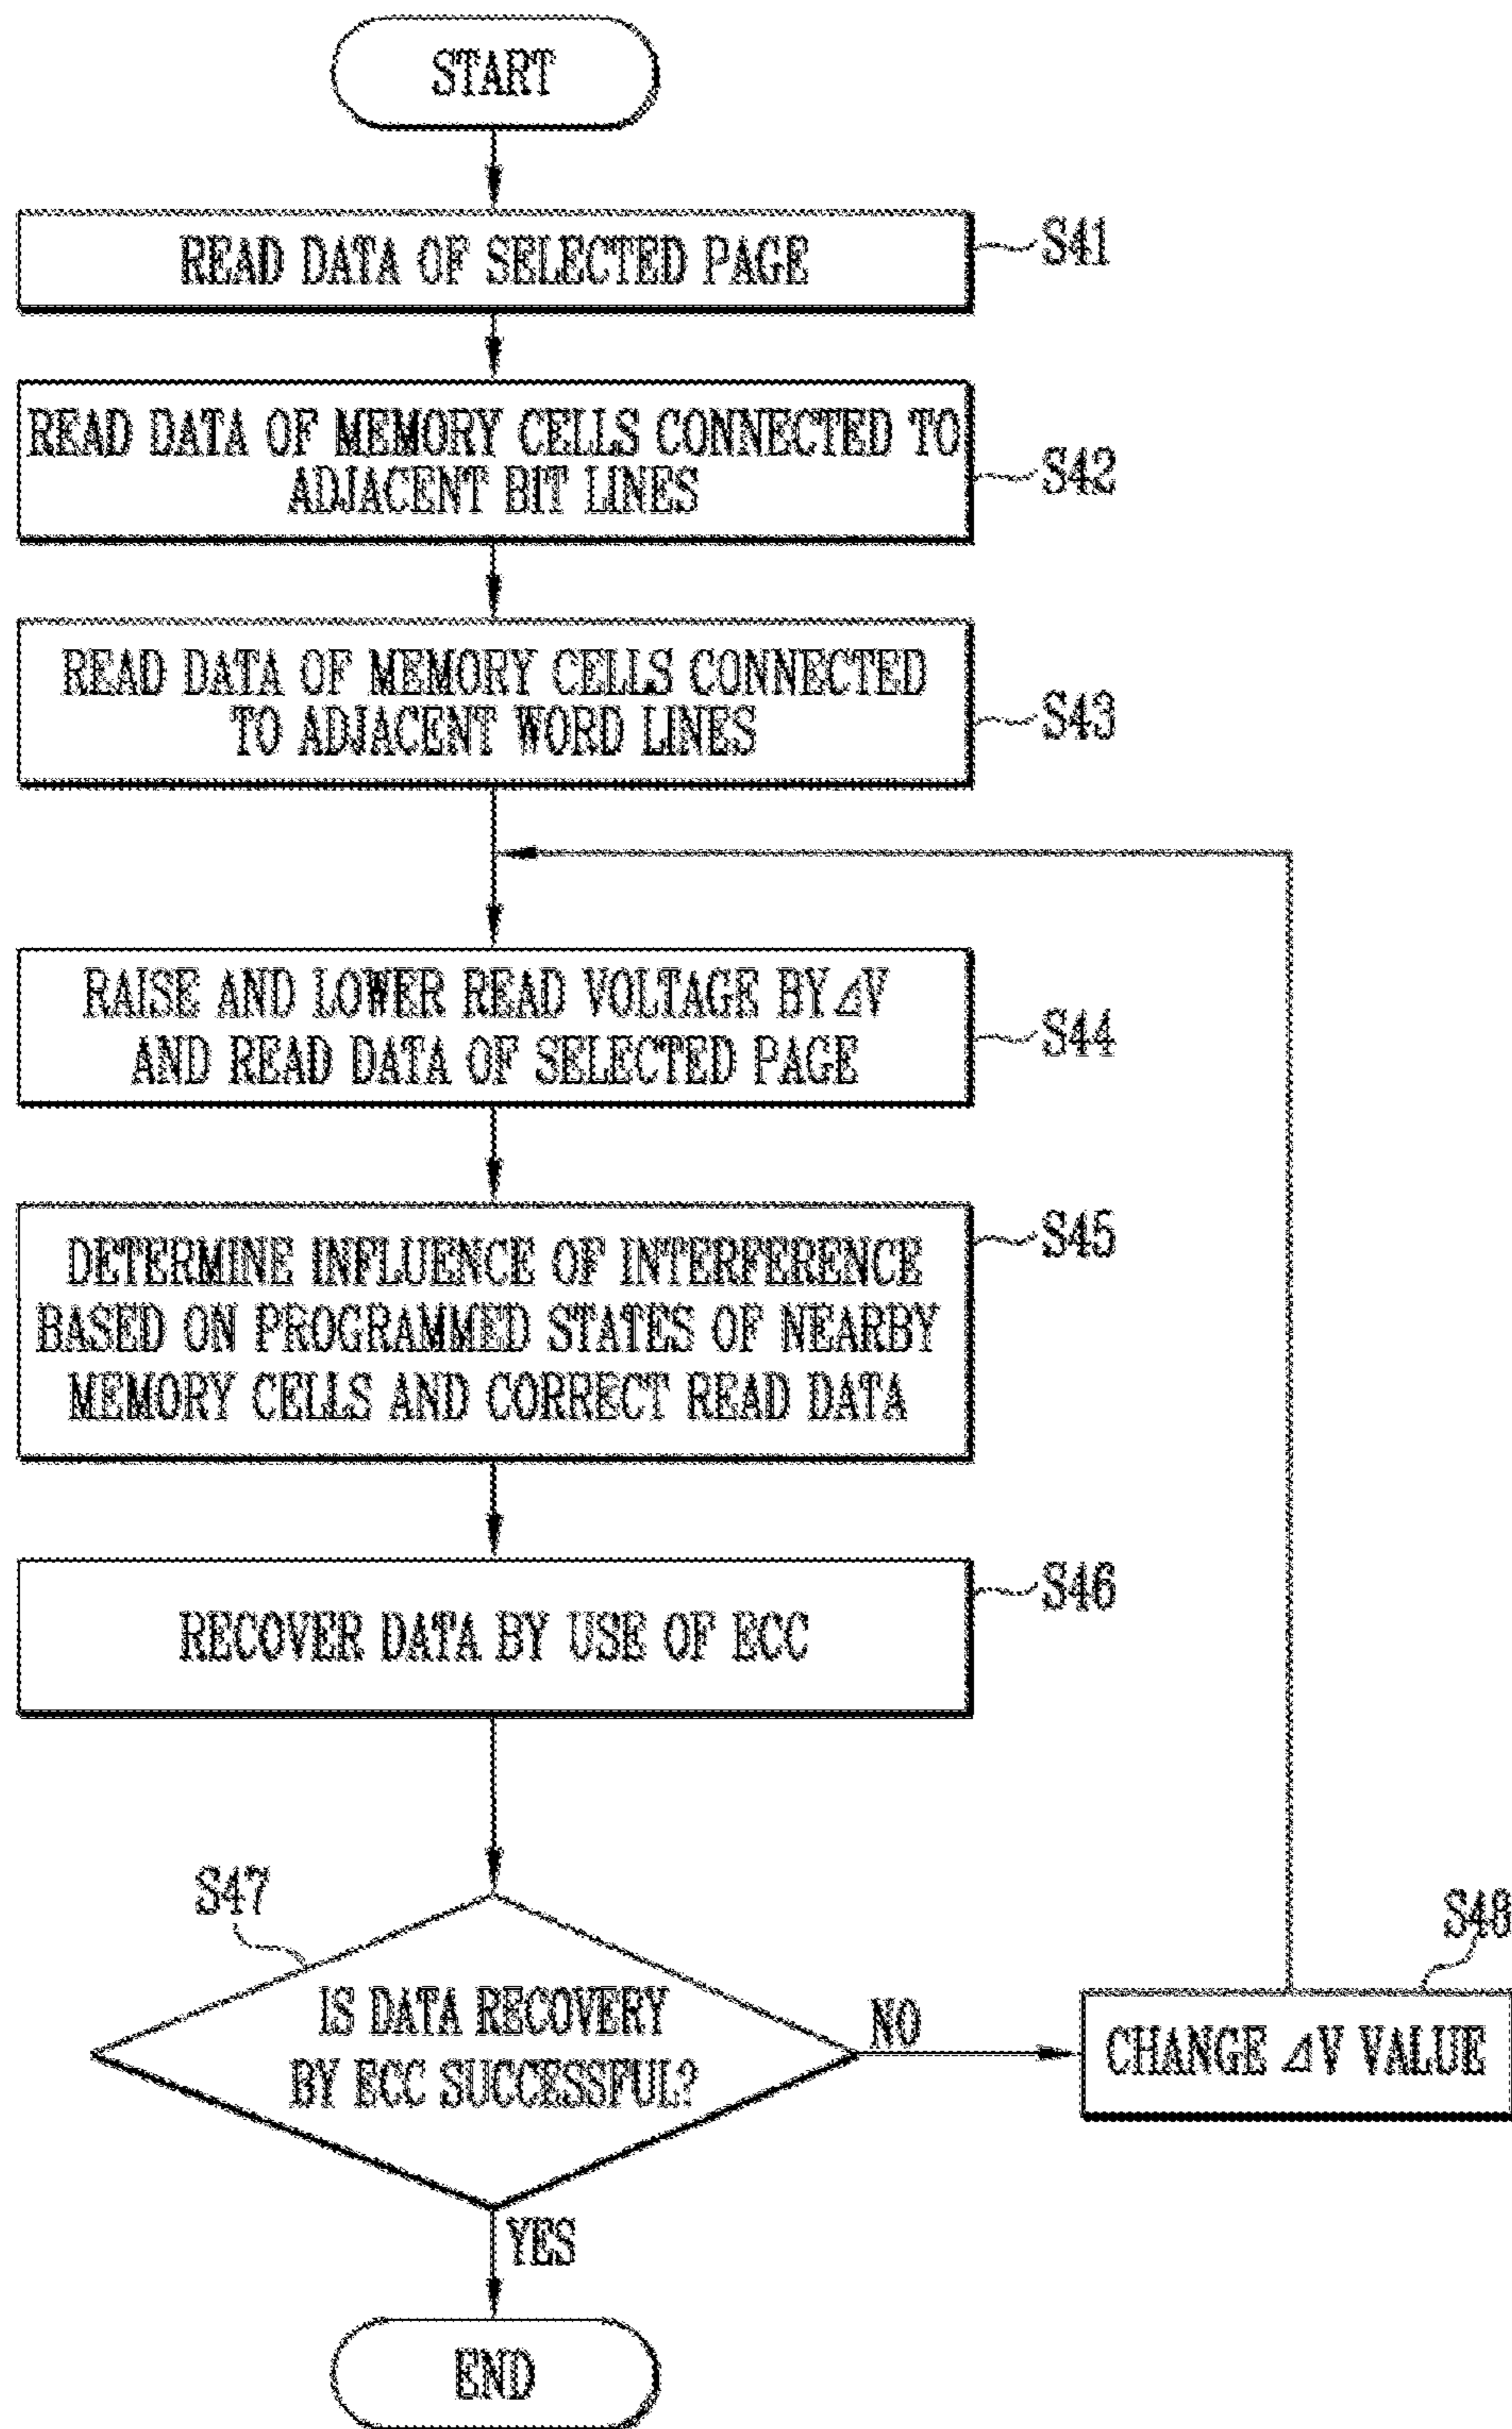 START
READ DATA OF SELECTED PAGE
S41
READ DATA OF MEMORY CELLS CONNECTED TO
ADJACENT BIT LINES
S42
READ DATA OF MEMORY CELLS CONNECTED
TO ADJACENT WORD LINES
S43
RAISE AND LOWER READ VOLTAGE BY ⊿V
AND READ DATA OF SELECTED PAGE
S44
DETERMINE INFLUENCE OF INTERFERENCE
BASED ON PROGRAMMED STATES OF NEARBY
MEMORY CELLS AND CORRECT READ DATA
S45
RECOVER DATA BY USE OF ECC
S46
S47
IS DATA RECOVERY
BY ECC SUCCESSFUL?
NO
S48
CHANGE ⊿V VALUE
YES
END